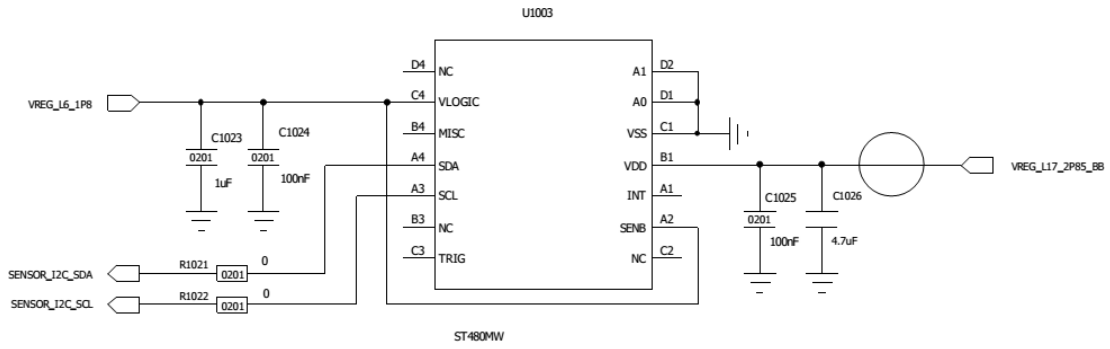 U1003
D4 NC A1 D2
VREG_L6_1P8 C4 VLOGIC A0 D1
B4 MISC VSS C1
C1023 C1024
0201 0201 A4 SDA VDD B1 VREG_L17_2P85_BB
1uF 100nF
A3 SCL INT A1
C1025 C1026
0201
B3 NC SENB A2
100nF 4.7uF
C3 TRIG NC C2
SENSOR_I2C_SDA R1021 0201 0
SENSOR_I2C_SCL R1022 0201 0
ST480MW